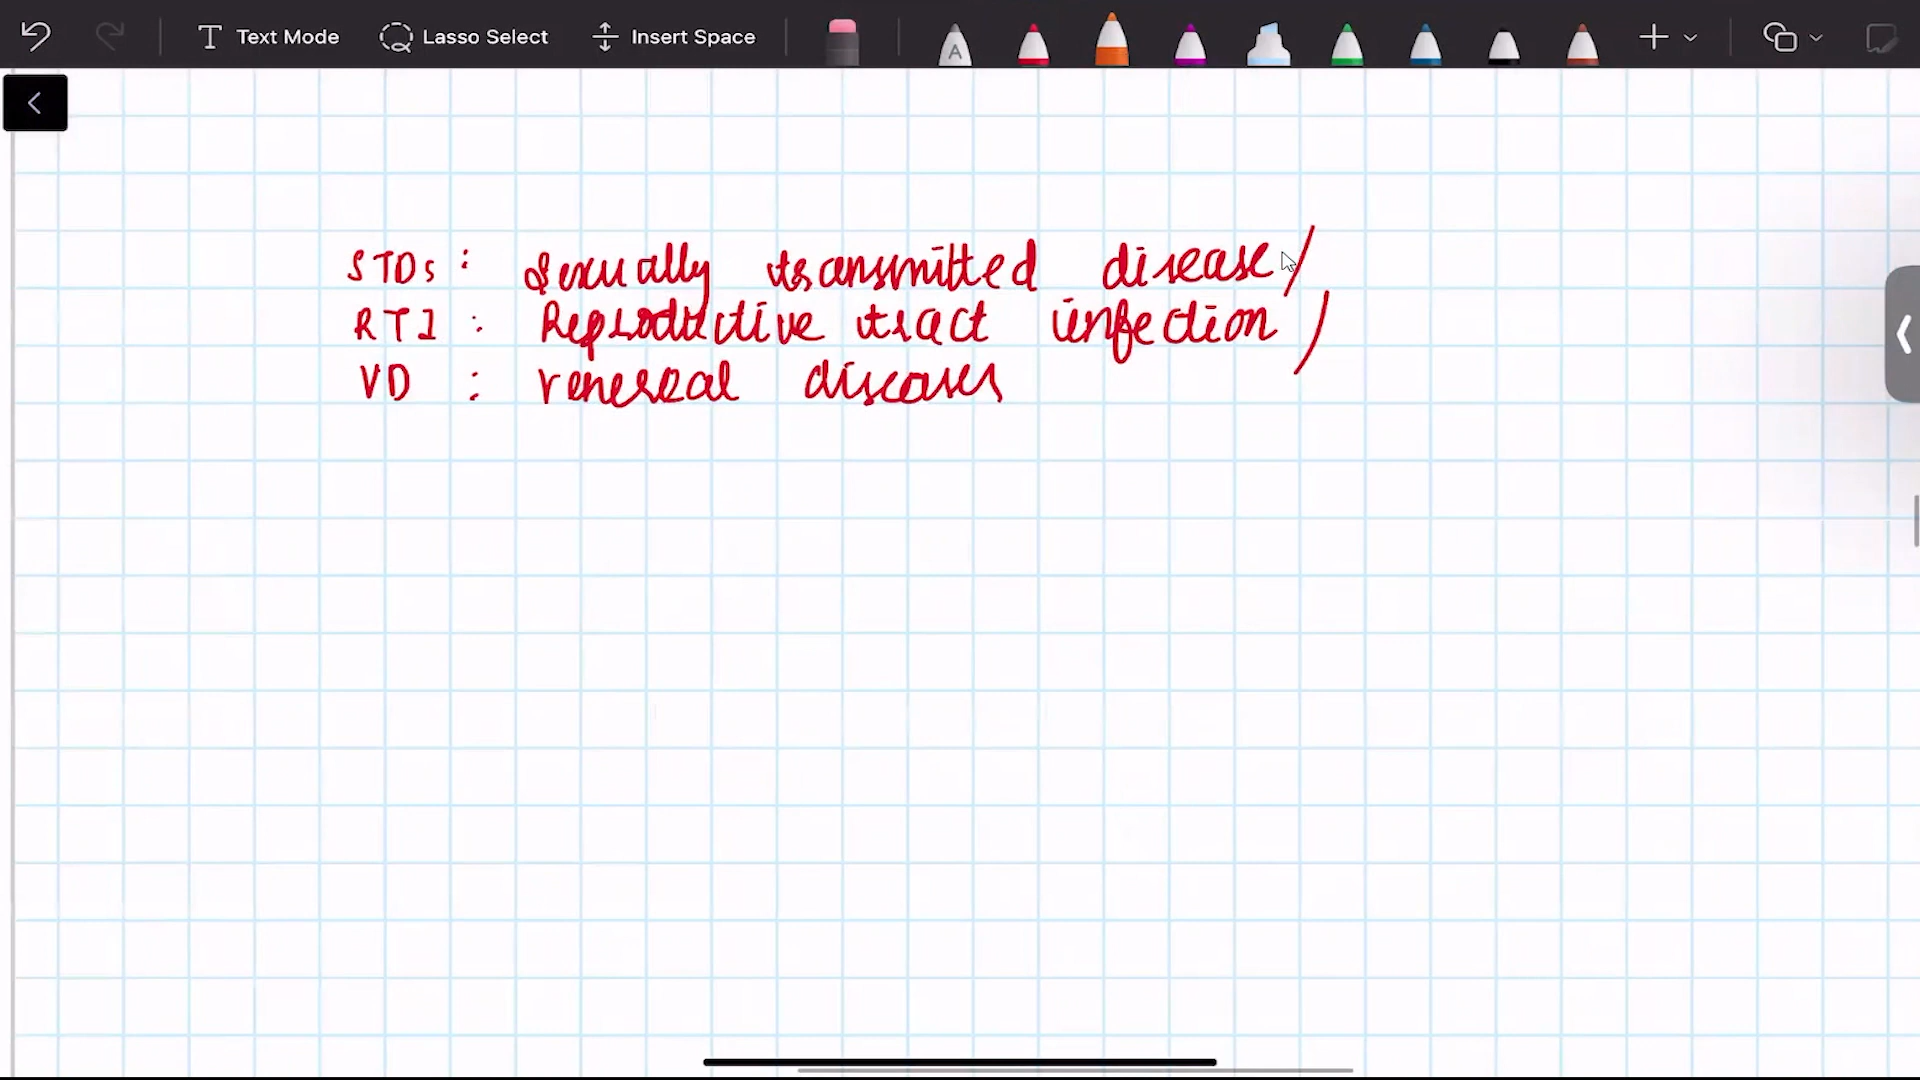 Text Mode Lasso Select Insert Space A
STDs : Sexually transmitted disease/
RTI : Reproductive tract infection /
VD : venereal diseases